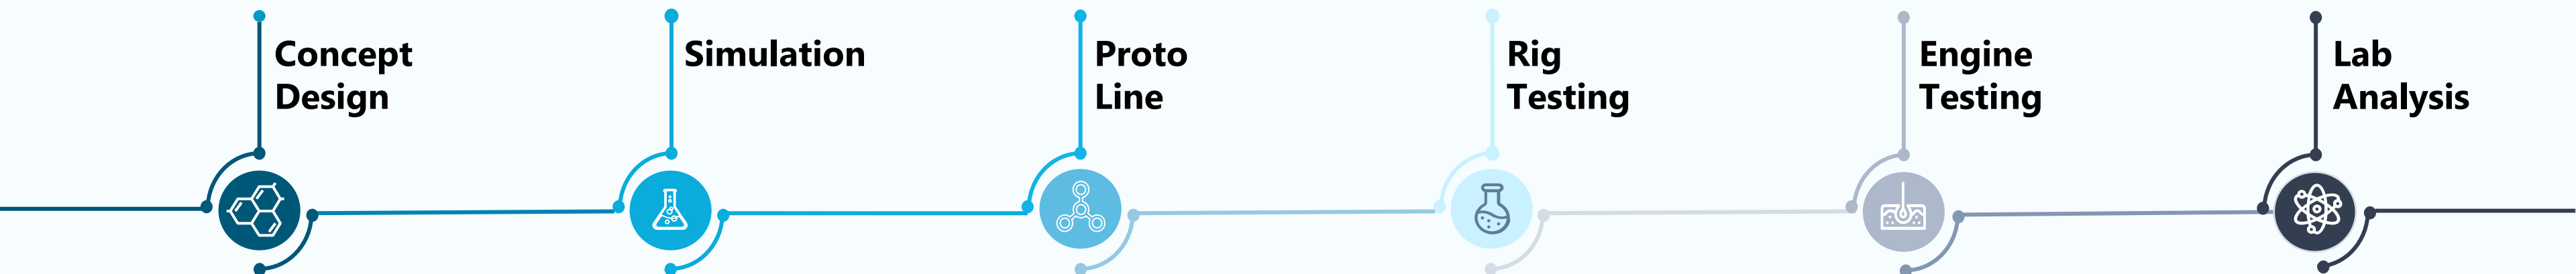 Concept
Design
Simulation
Proto
Line
Rig
Testing
Engine
Testing
Lab
Analysis